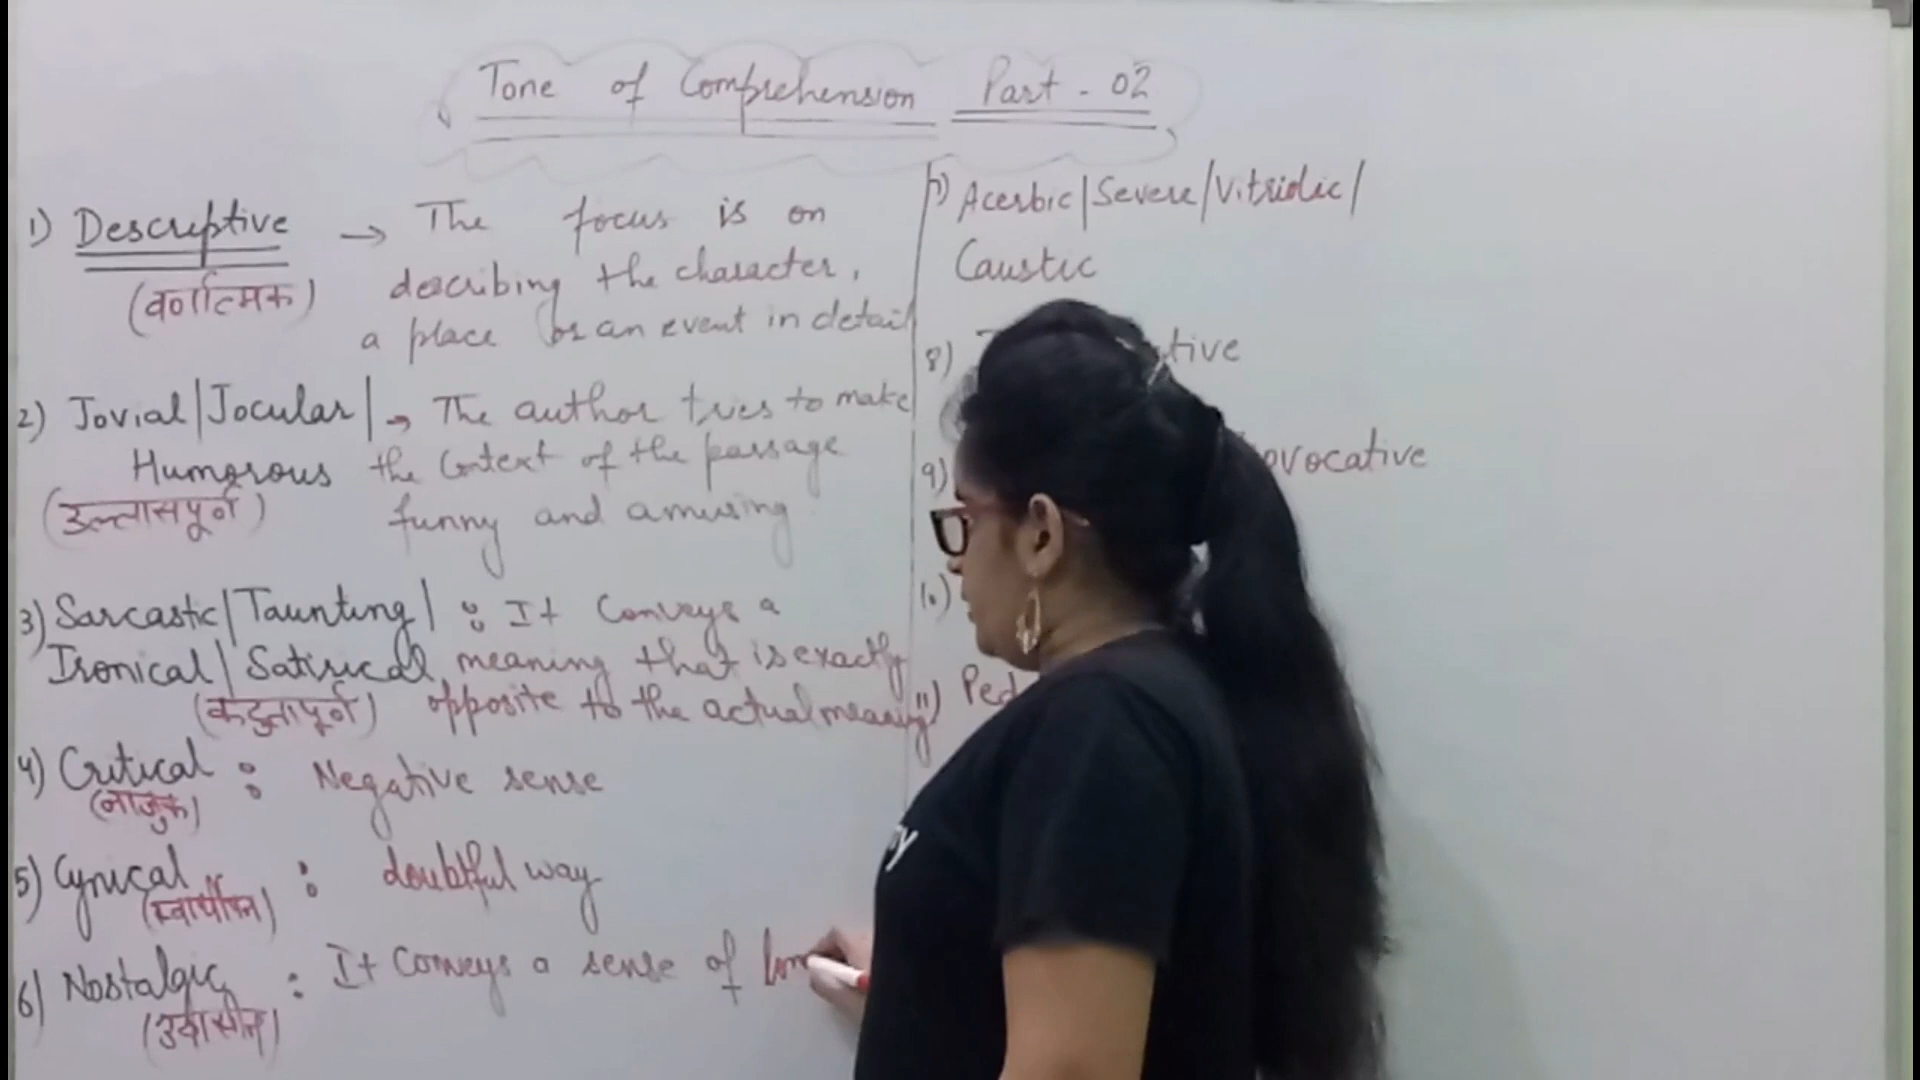 Tone of Comprehension Part - 02
1) Descriptive → The focus is on
(वर्णात्मक) describing the character,
a place or an event in detail
2) Jovial|Jocular| → The author tries to make
Humorous the Context of the passage
(उल्लासपूर्ण) funny and amusing
3) Sarcastic|Taunting| : It Conveys a
Ironical|Satirical meaning that is exactly
(कटुतापूर्ण) opposite to the actual meaning
4) Critical : Negative sense
(नाजुक)
5) Cynical : doubtful way
6) Nostalgic : It Conveys a sense of
(उदासीन)
7) Acerbic|Severe/Vitriolic/
Caustic
8)
9)
10)
11)